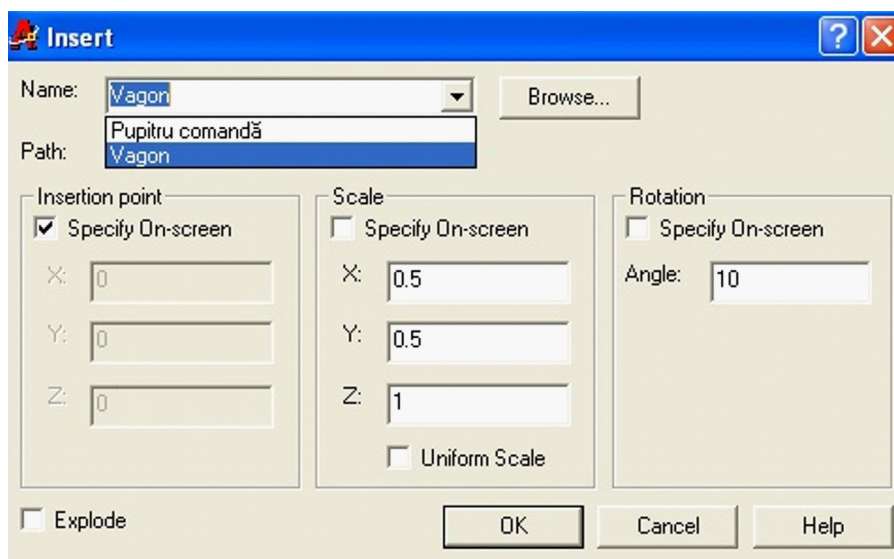 Insert
Name:
Vagon
Browse...
Pupitru comandă
Path:
Vagon
Insertion point
Specify On-screen
X: 0
Y: 0
Z: 0
Scale
Specify On-screen
X: 0.5
Y: 0.5
Z: 1
Uniform Scale
Rotation
Specify On-screen
Angle: 10
Explode
OK
Cancel
Help